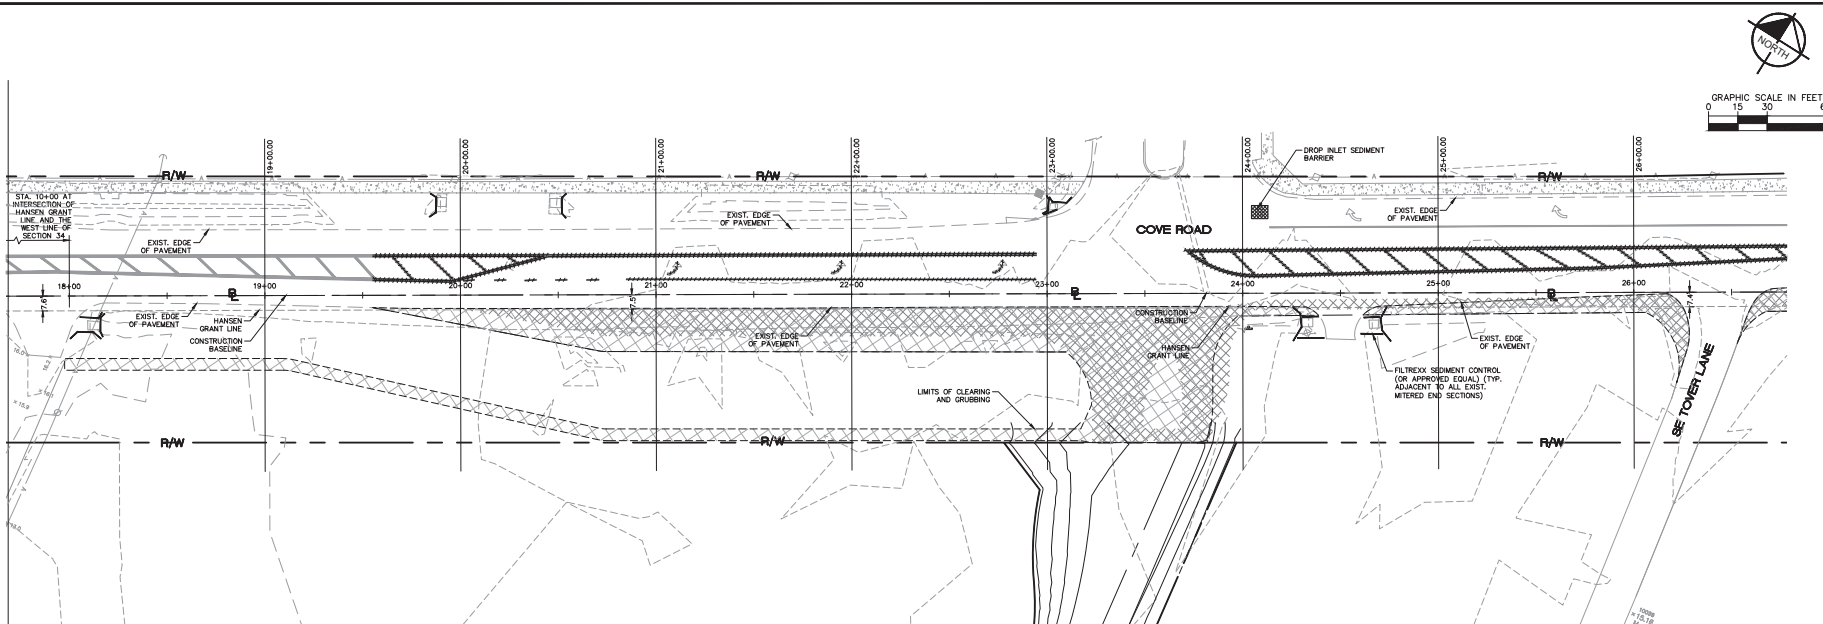 NORTH
GRAPHIC SCALE IN FEET
0 15 30
19+00.00
20+00.00
21+00.00
22+00.00
23+00.00
24+00.00
25+00.00
26+00.00
DROP INLET SEDIMENT
BARRIER
R/W
R/W
R/W
STA. 10+00 AT
INTERSECTION OF
HANSEN GRANT
LINE AND THE
WEST LINE OF
SECTION 34
EXIST. EDGE
OF PAVEMENT
EXIST. EDGE
OF PAVEMENT
EXIST. EDGE
OF PAVEMENT
COVE ROAD
18+00
19+00
20+00
21+00
22+00
23+00
24+00
25+00
26+00
7.6'
7.5'
7.4'
EXIST. EDGE
OF PAVEMENT
HANSEN
GRANT LINE
CONSTRUCTION
BASELINE
EXIST. EDGE
OF PAVEMENT
CONSTRUCTION
BASELINE
HANSEN
GRANT LINE
EXIST. EDGE
OF PAVEMENT
LIMITS OF CLEARING
AND GRUBBING
FILTREXX SEDIMENT CONTROL
(OR APPROVED EQUAL) (TYP.
ADJACENT TO ALL EXIST.
MITERED END SECTIONS)
SE TOVER LANE
R/W
R/W
R/W